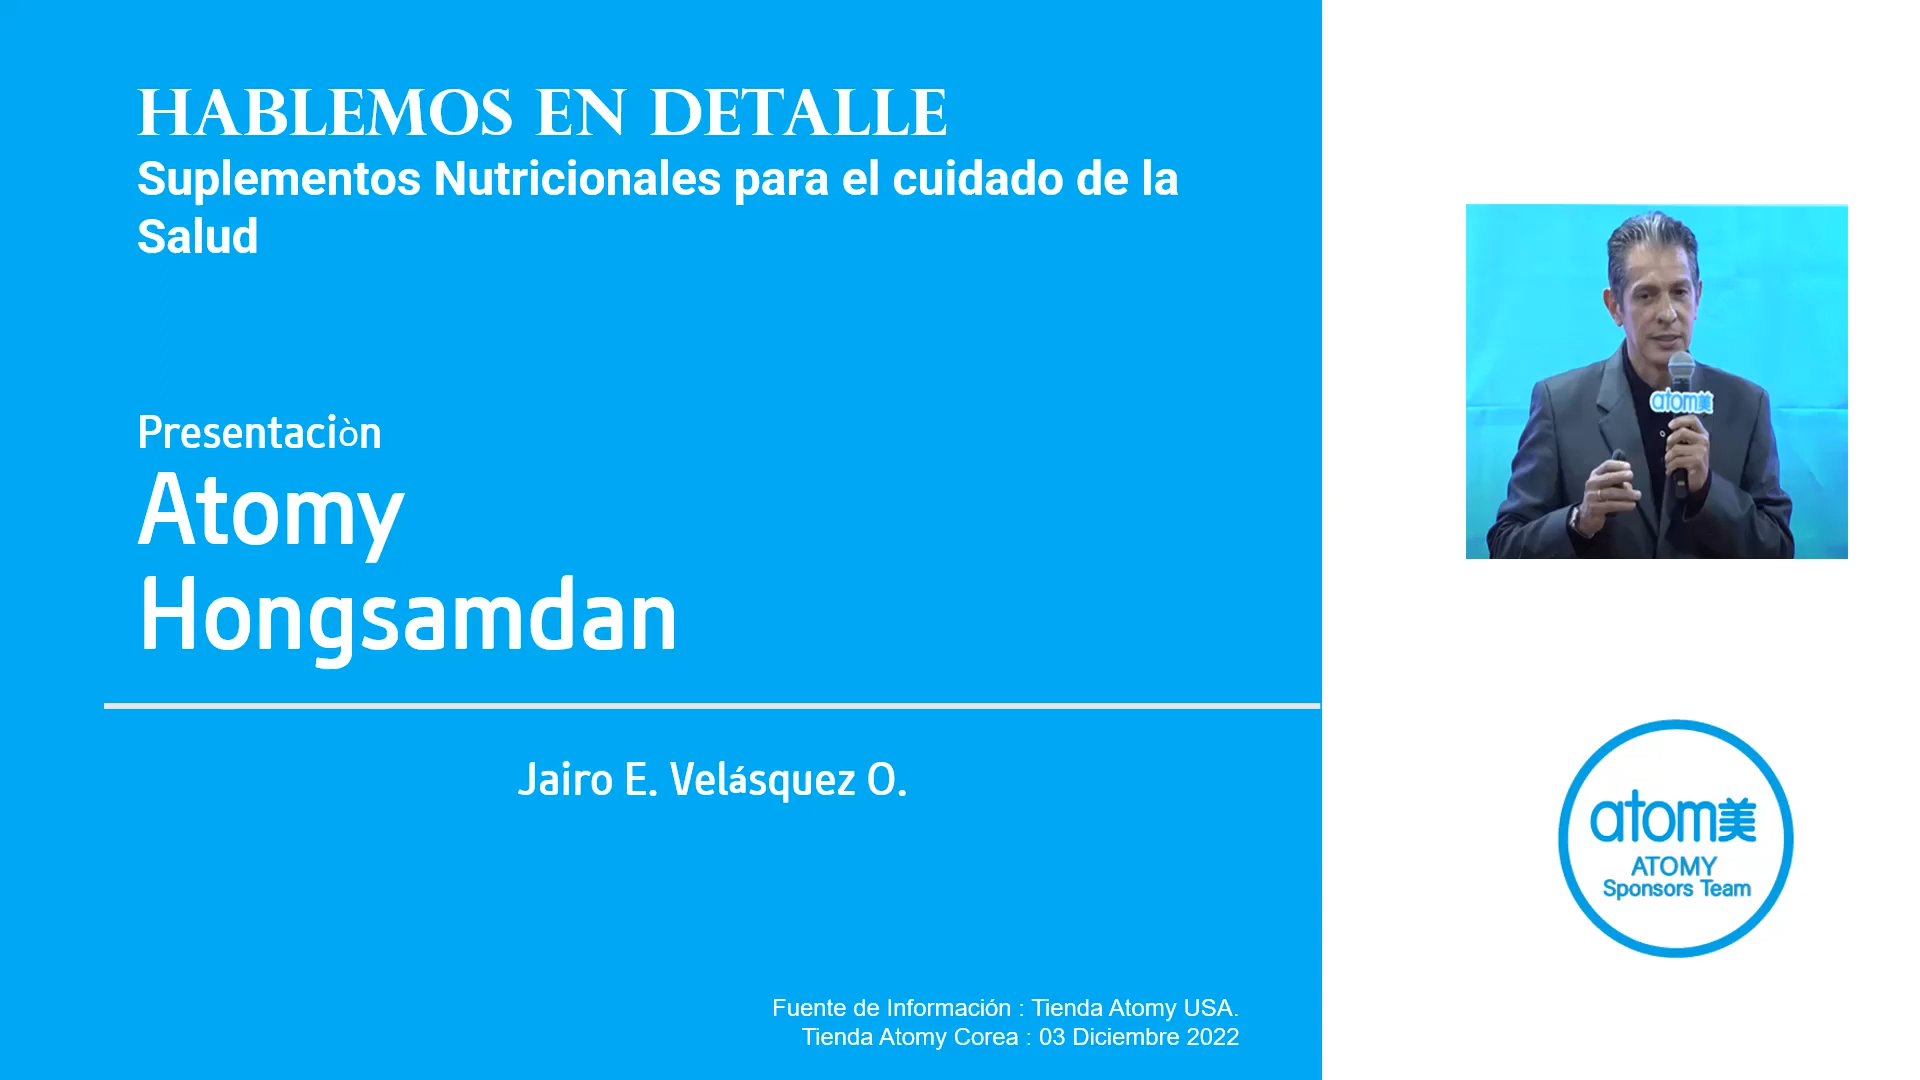 HABLEMOS EN DETALLE
Suplementos Nutricionales para el cuidado de la
Salud
Presentaciòn
Atomy
Hongsamdan
Jairo E. Velásquez O.
Fuente de Información : Tienda Atomy USA.
Tienda Atomy Corea : 03 Diciembre 2022
atom美
atom美
ATOMY
Sponsors Team